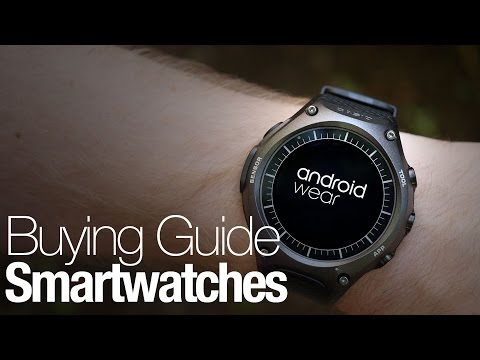 SENSOR
TOOL
android
wear
APP
Buying Guide
Smartwatches